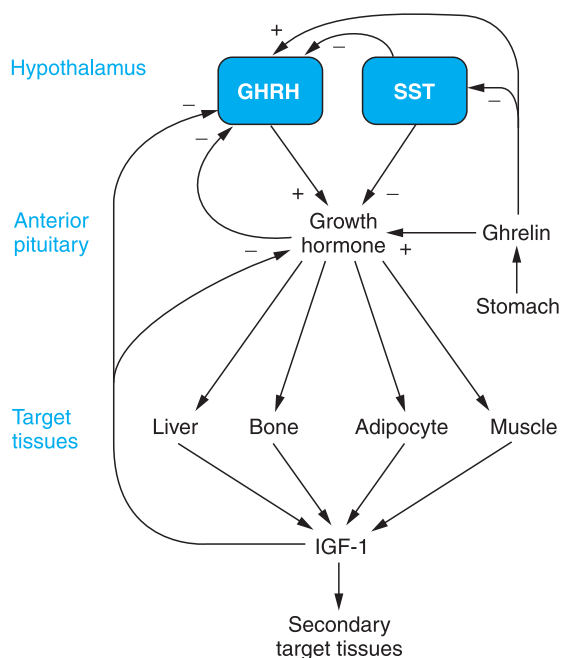 +
−
Hypothalamus
GHRH
SST
−
−
−
+
−
Anterior
pituitary
Growth
hormone
Ghrelin
−
+
Stomach
Target
tissues
Liver
Bone
Adipocyte
Muscle
IGF-1
Secondary
target tissues